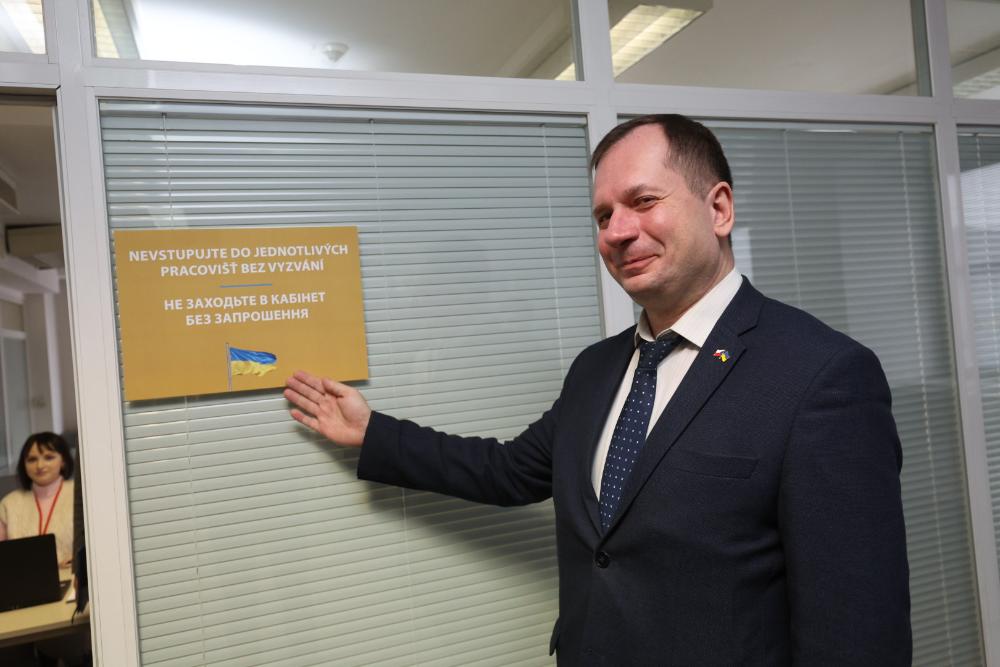 NEVSTUPUJTE DO JEDNOTLIVÝCH
PRACOVIŠŤ BEZ VYZVÁNÍ
НЕ ЗАХОДЬТЕ В КАБІНЕТ
БЕЗ ЗАПРОШЕННЯ